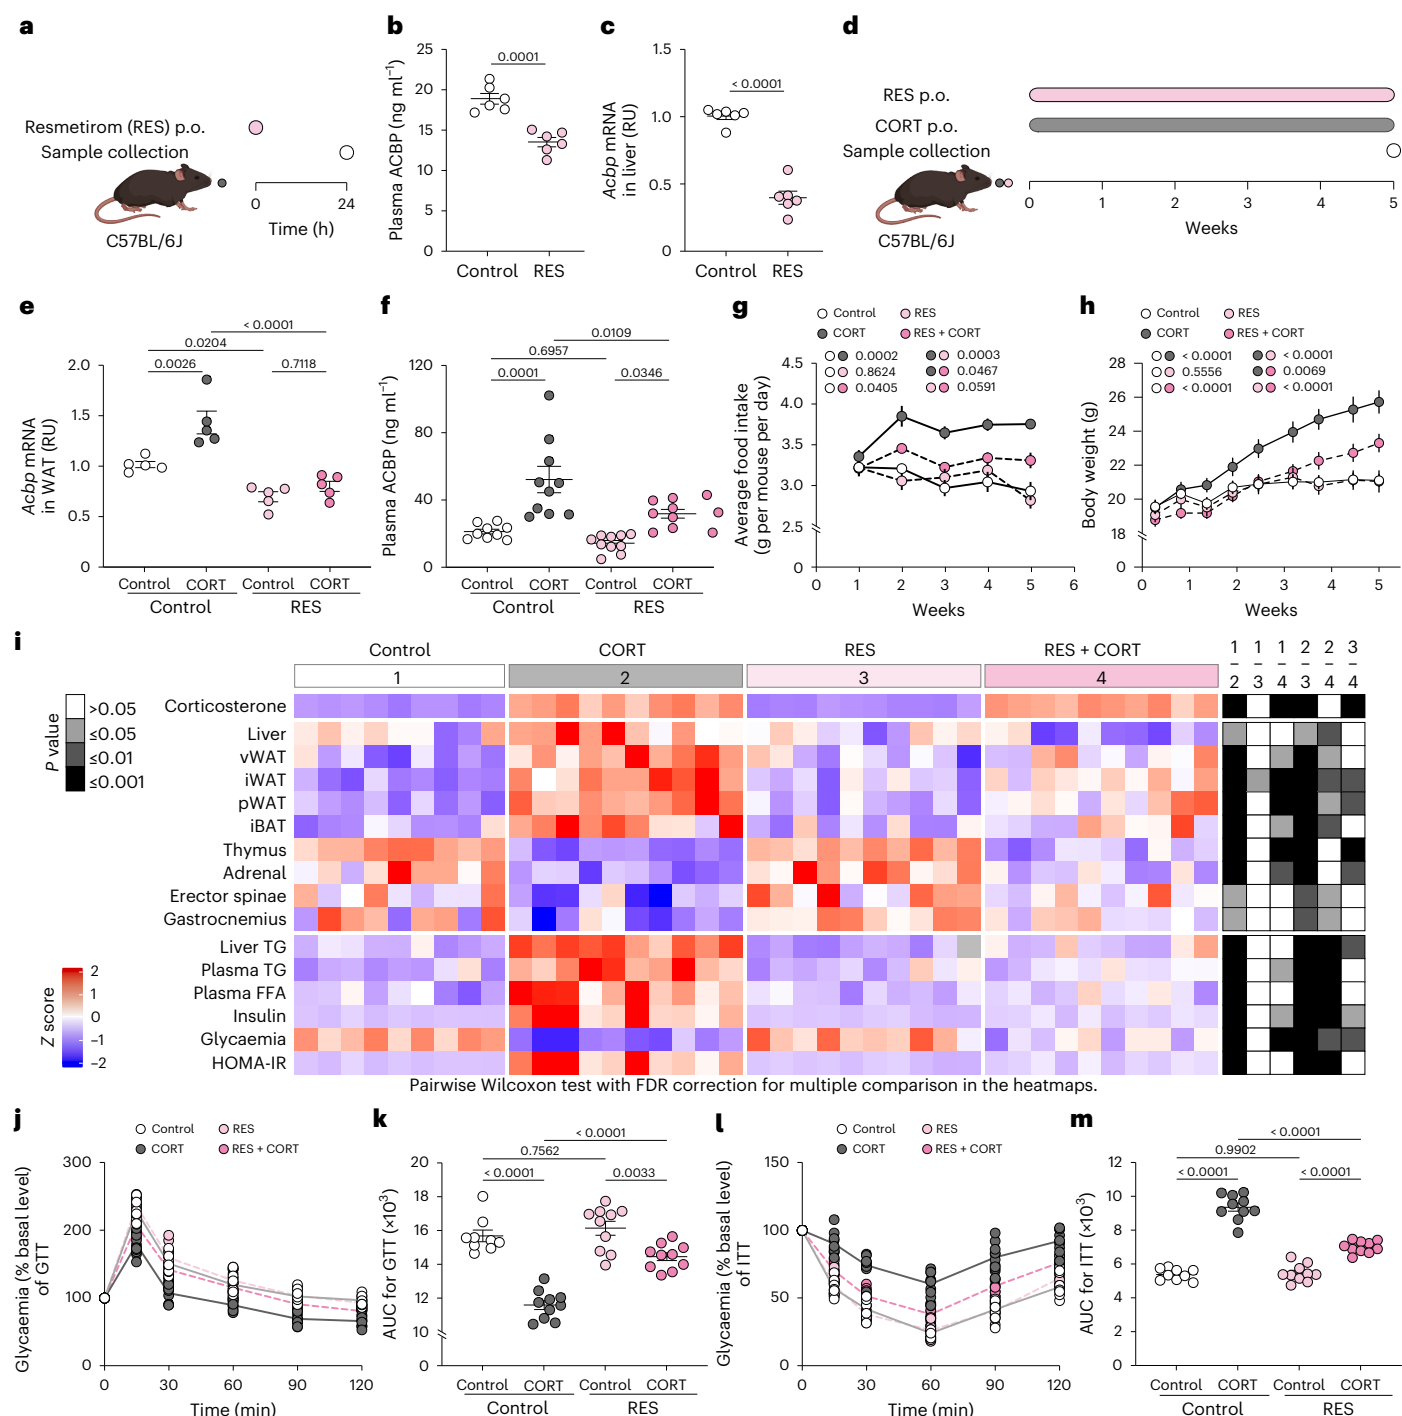 a
Resmetirom (RES) p.o.
Sample collection
C57BL/6J
0
24
Time (h)
b
Plasma ACBP (ng ml⁻¹)
25
20
15
10
5
0
0.0001
Control
RES
c
Acbp mRNA
in liver (RU)
1.5
1.0
0.5
0
< 0.0001
Control
RES
d
RES p.o.
CORT p.o.
Sample collection
C57BL/6J
0
1
2
3
4
5
Weeks
e
Acbp mRNA
in WAT (RU)
2.0
1.5
1.0
0.5
0
< 0.0001
0.0204
0.0026
0.7118
Control
CORT
Control
CORT
Control
RES
f
Plasma ACBP (ng ml⁻¹)
120
80
40
0
0.0109
0.6957
0.0001
0.0346
Control
CORT
Control
CORT
Control
RES
g
Control
RES
CORT
RES + CORT
0.0002
0.0003
0.8624
0.0467
0.0405
0.0591
Average food intake
(g per mouse per day)
4.5
4.0
3.5
3.0
2.5
0
0
1
2
3
4
5
6
Weeks
h
Control
RES
CORT
RES + CORT
< 0.0001
< 0.0001
0.5556
0.0069
< 0.0001
< 0.0001
Body weight (g)
28
26
24
22
20
18
0
0
1
2
3
4
5
Weeks
i
Control
CORT
RES
RES + CORT
1
2
3
4
1 – 2
1 – 3
1 – 4
2 – 3
2 – 4
3 – 4
P value
>0.05
≤0.05
≤0.01
≤0.001
Corticosterone
Liver
vWAT
iWAT
pWAT
iBAT
Thymus
Adrenal
Erector spinae
Gastrocnemius
Liver TG
Plasma TG
Plasma FFA
Insulin
Glycaemia
HOMA-IR
Z score
2
1
0
−1
−2
Pairwise Wilcoxon test with FDR correction for multiple comparison in the heatmaps.
j
Control
RES
CORT
RES + CORT
Glycaemia (% basal level)
of GTT
300
200
100
0
0
30
60
90
120
Time (min)
k
AUC for GTT (×10³)
20
18
16
14
12
10
0
< 0.0001
0.7562
< 0.0001
0.0033
Control
CORT
Control
CORT
Control
RES
l
Control
RES
CORT
RES + CORT
Glycaemia (% basal level)
of ITT
150
100
50
0
0
30
60
90
120
Time (min)
m
AUC for ITT (×10³)
12
10
8
6
4
2
0
< 0.0001
0.9902
< 0.0001
< 0.0001
Control
CORT
Control
CORT
Control
RES